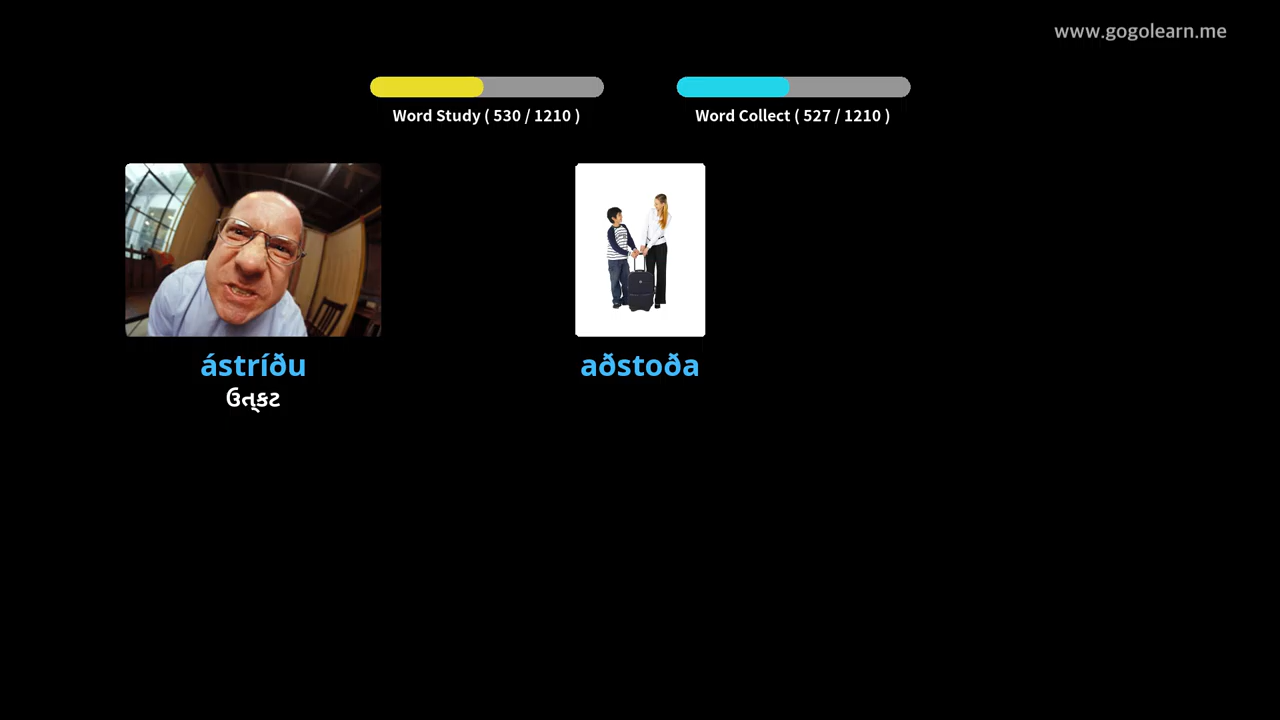 www.gogolearn.me
Word Study ( 530 / 1210 )
Word Collect ( 527 / 1210 )
ástríðu
aðstoða
ઉત્કટ